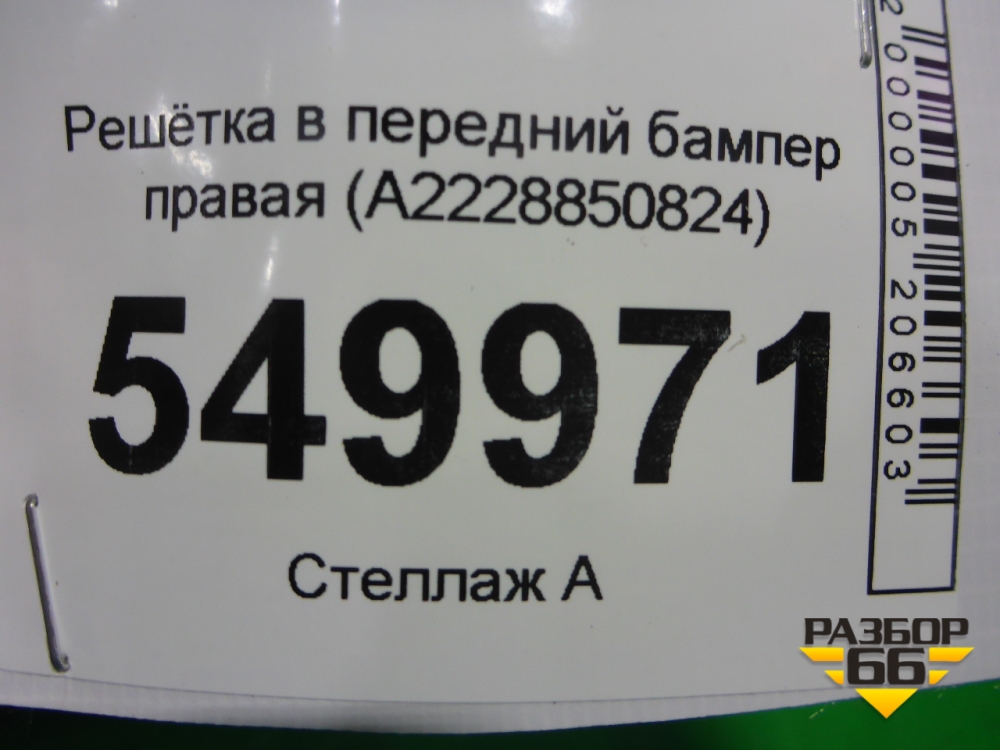 Решётка в передний бампер
правая (A2228850824)
549971
Стеллаж А
2000005206603
РАЗБОР
66